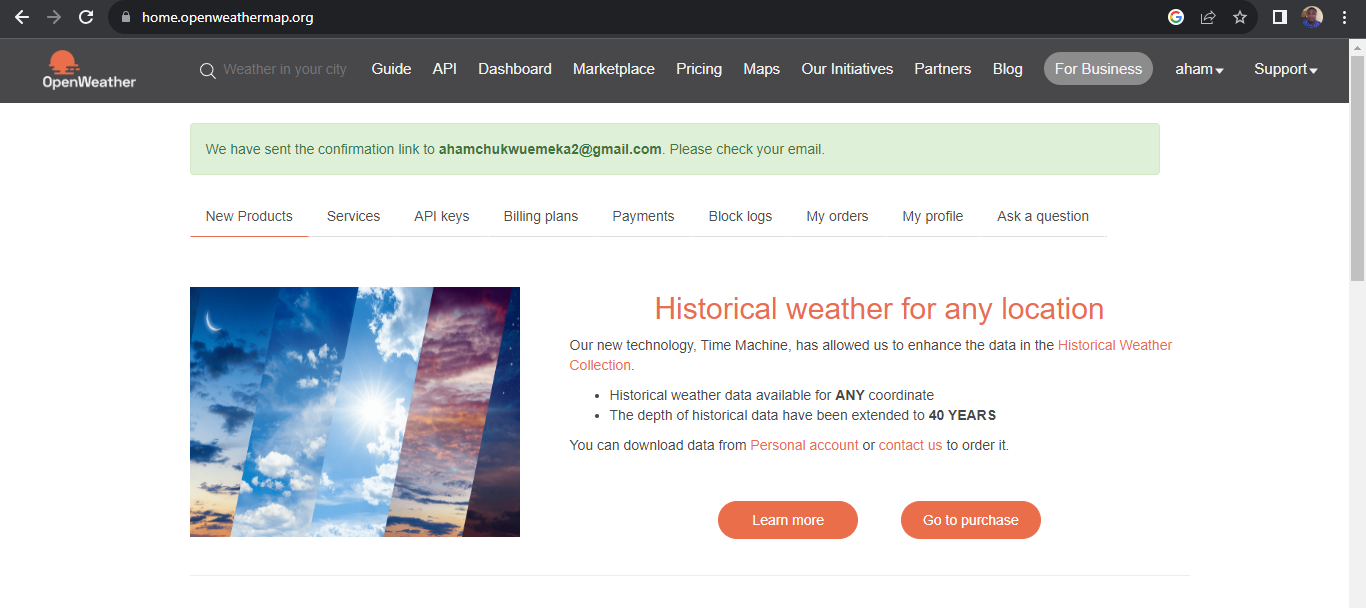 home.openweathermap.org
OpenWeather
Weather in your city
Guide API Dashboard Marketplace Pricing Maps Our Initiatives Partners Blog For Business aham Support
We have sent the confirmation link to ahamchukwuemeka2@gmail.com. Please check your email.
New Products Services API keys Billing plans Payments Block logs My orders My profile Ask a question
Historical weather for any location
Our new technology, Time Machine, has allowed us to enhance the data in the Historical Weather
Collection.
• Historical weather data available for ANY coordinate
• The depth of historical data have been extended to 40 YEARS
You can download data from Personal account or contact us to order it.
Learn more Go to purchase